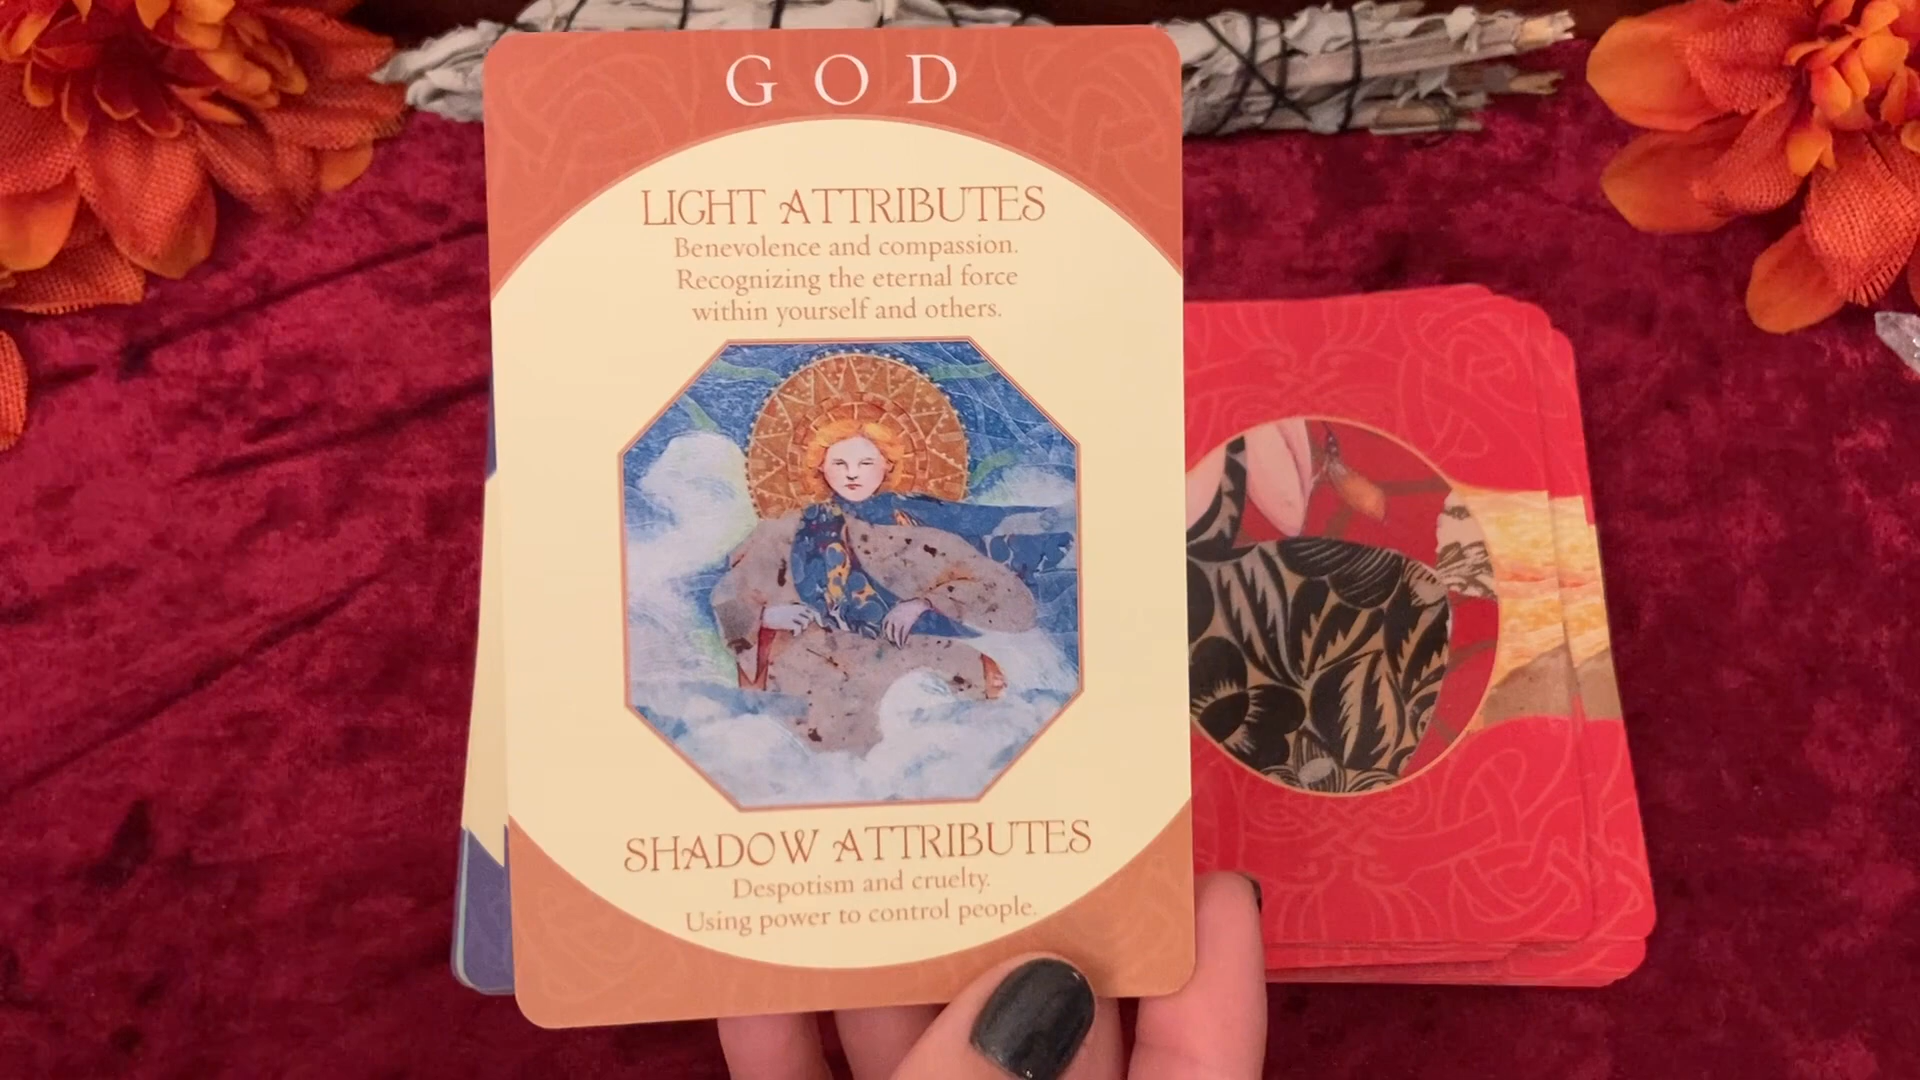 GOD
LIGHT ATTRIBUTES
Benevolence and compassion.
Recognizing the eternal force
within yourself and others.
SHADOW ATTRIBUTES
Despotism and cruelty.
Using power to control people.